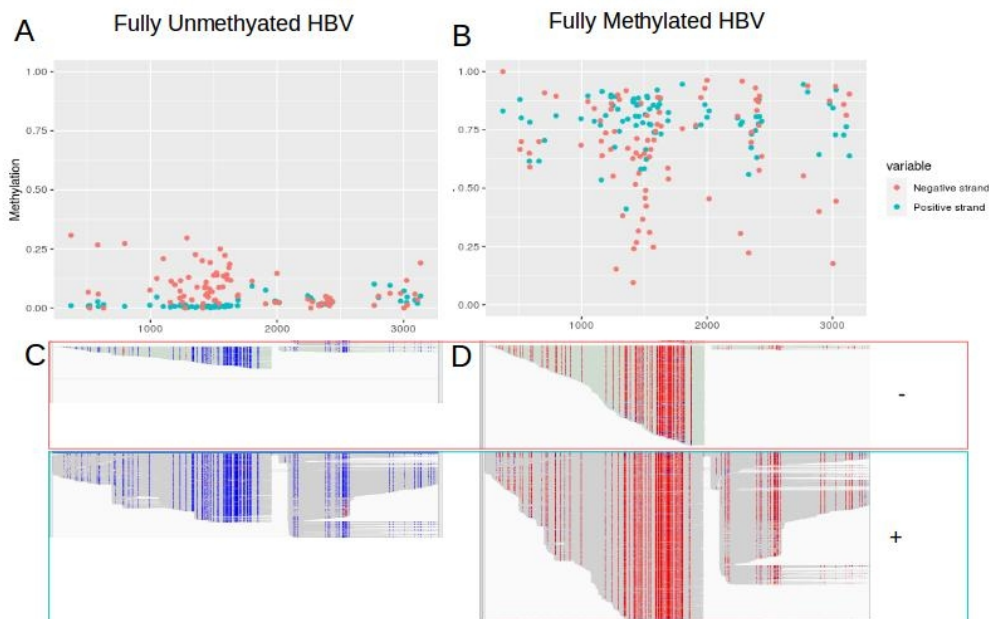 A
Fully Unmethyated HBV
B
Fully Methylated HBV
Methylation
1.00
0.75
0.50
0.25
0.00
1000
2000
3000
1.00
0.75
0.50
0.25
0.00
1000
2000
3000
variable
Negative strand
Positive strand
C
D
-
+